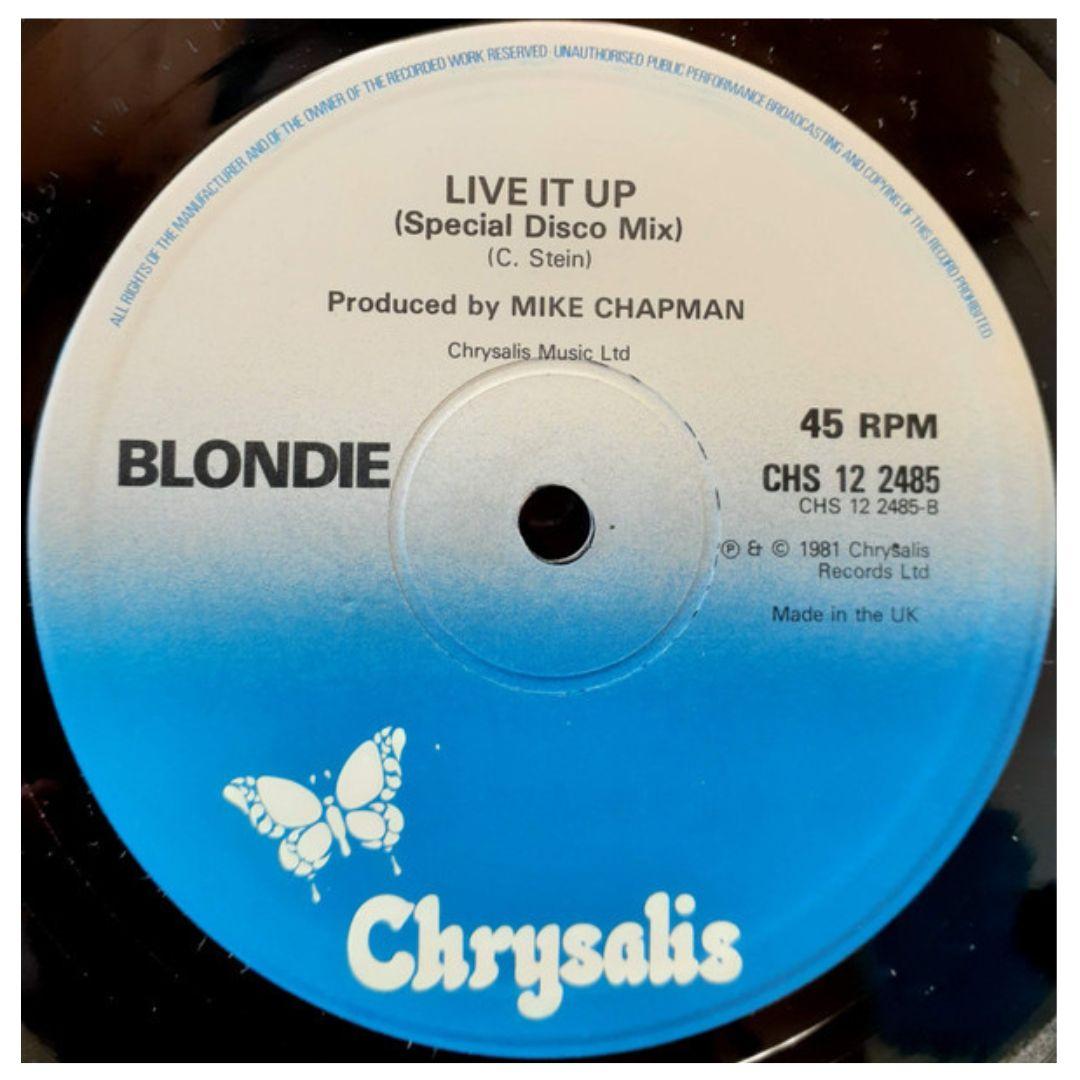 ALL RIGHTS OF THE MANUFACTURER AND OF THE OWNER OF THE RECORDED WORK RESERVED · UNAUTHORISED PUBLIC PERFORMANCE BROADCASTING AND COPYING OF THIS RECORD PROHIBITED
LIVE IT UP
(Special Disco Mix)
(C. Stein)
Produced by MIKE CHAPMAN
Chrysalis Music Ltd
BLONDIE
45 RPM
CHS 12 2485
CHS 12 2485-B
℗ & © 1981 Chrysalis
Records Ltd
Made in the UK
Chrysalis